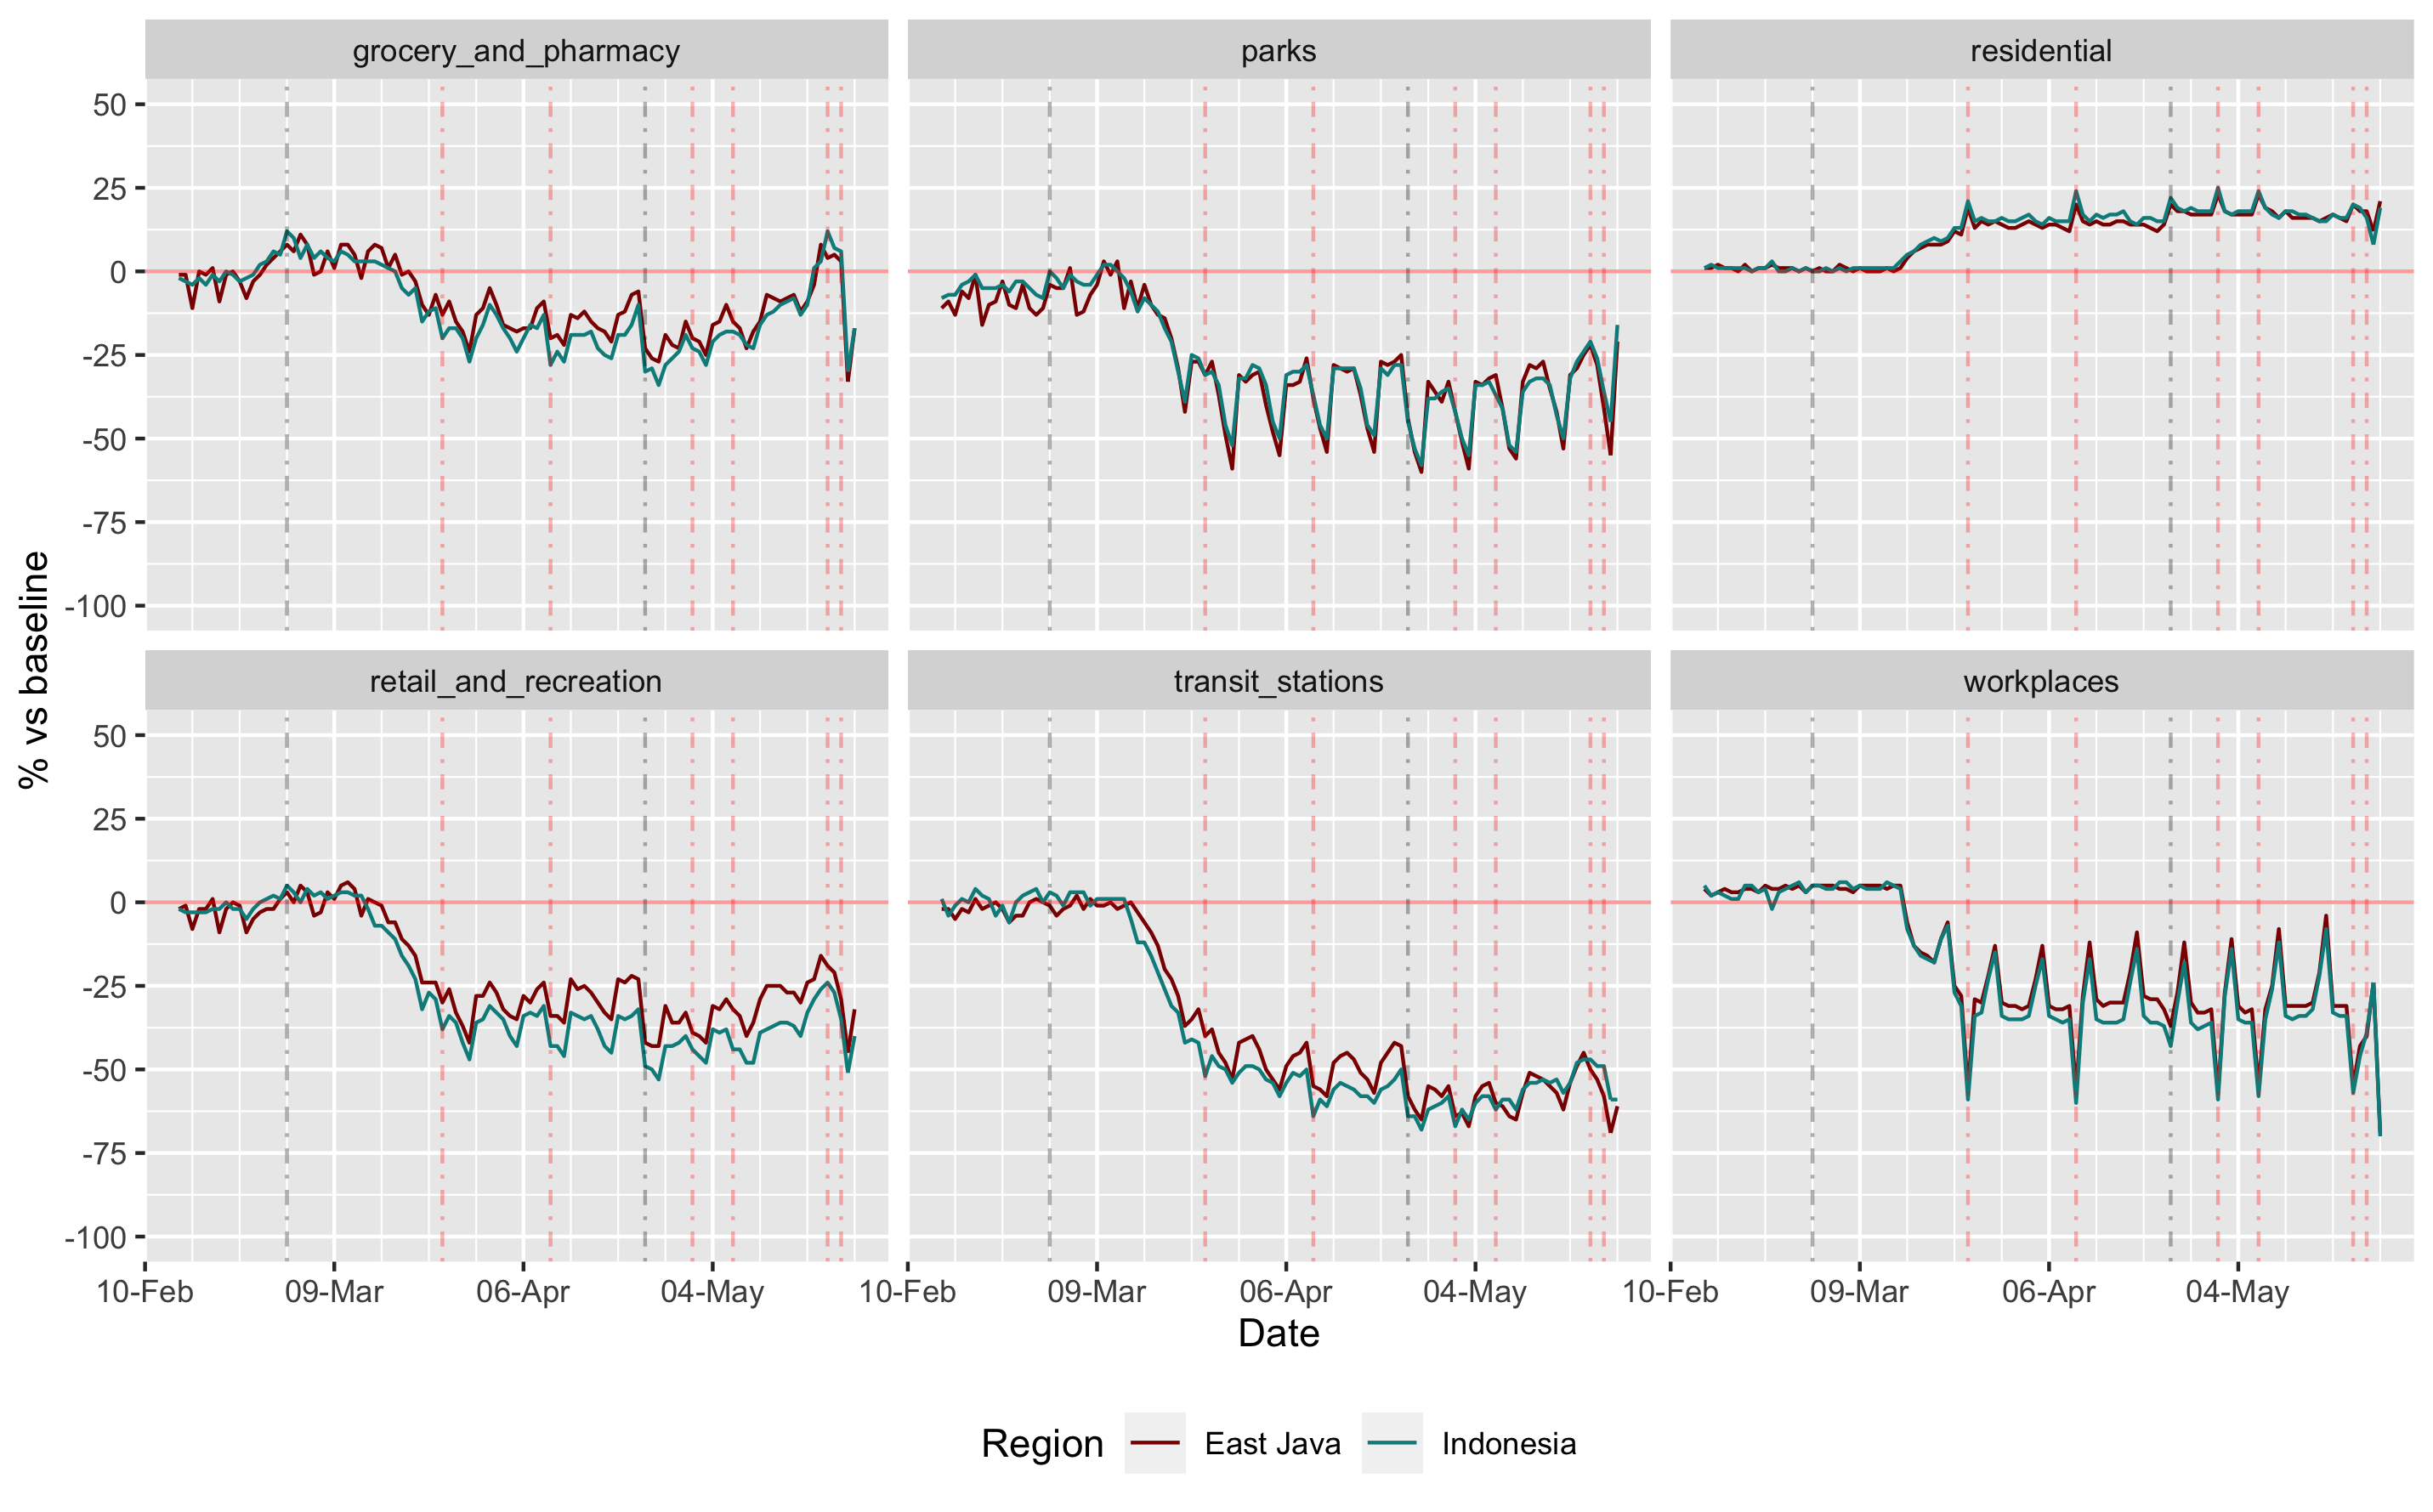 grocery_and_pharmacy
parks
residential
50
25
0
-25
-50
-75
-100
% vs baseline
retail_and_recreation
transit_stations
workplaces
50
25
0
-25
-50
-75
-100
10-Feb 09-Mar 06-Apr 04-May 10-Feb 09-Mar 06-Apr 04-May 10-Feb 09-Mar 06-Apr 04-May
Date
Region East Java Indonesia